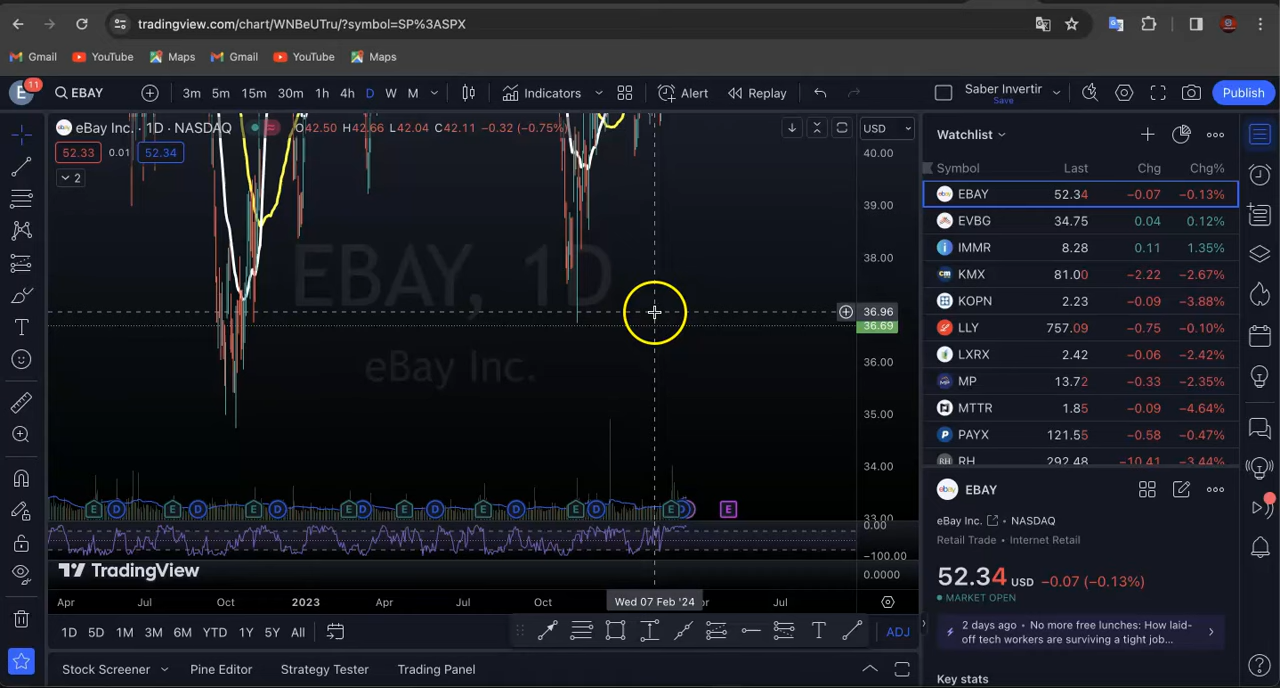 tradingview.com/chart/WNBeUTru/?symbol=SP%3ASPX
Gmail YouTube Maps Gmail YouTube Maps
E 11 EBAY 3m 5m 15m 30m 1h 4h D W M Indicators Alert Replay Saber Invertir Save Publish
eBay Inc. · 1D · NASDAQ O42.50 H42.66 L42.04 C42.11 −0.32 (−0.75%) USD
52.33 0.01 52.34
2
EBAY, 1D
eBay Inc.
40.00
39.00
38.00
36.96
36.69
36.00
35.00
34.00
33.00
0.00
−100.00
0.0000
E D E D E D E D E D E D E D E D E
TradingView
Apr Jul Oct 2023 Apr Jul Oct Wed 07 Feb '24 Jul
1D 5D 1M 3M 6M YTD 1Y 5Y All ADJ
Stock Screener Pine Editor Strategy Tester Trading Panel
Watchlist
Symbol Last Chg Chg%
EBAY 52.34 −0.07 −0.13%
EVBG 34.75 0.04 0.12%
IMMR 8.28 0.11 1.35%
KMX 81.00 −2.22 −2.67%
KOPN 2.23 −0.09 −3.88%
LLY 757.09 −0.75 −0.10%
LXRX 2.42 −0.06 −2.42%
MP 13.72 −0.33 −2.35%
MTTR 1.85 −0.09 −4.64%
PAYX 121.55 −0.58 −0.47%
RH 292.48 −10.41 −3.44%
EBAY
eBay Inc. · NASDAQ
Retail Trade · Internet Retail
52.34 USD −0.07 (−0.13%)
MARKET OPEN
2 days ago · No more free lunches: How laid-
off tech workers are surviving a tight job...
Key stats